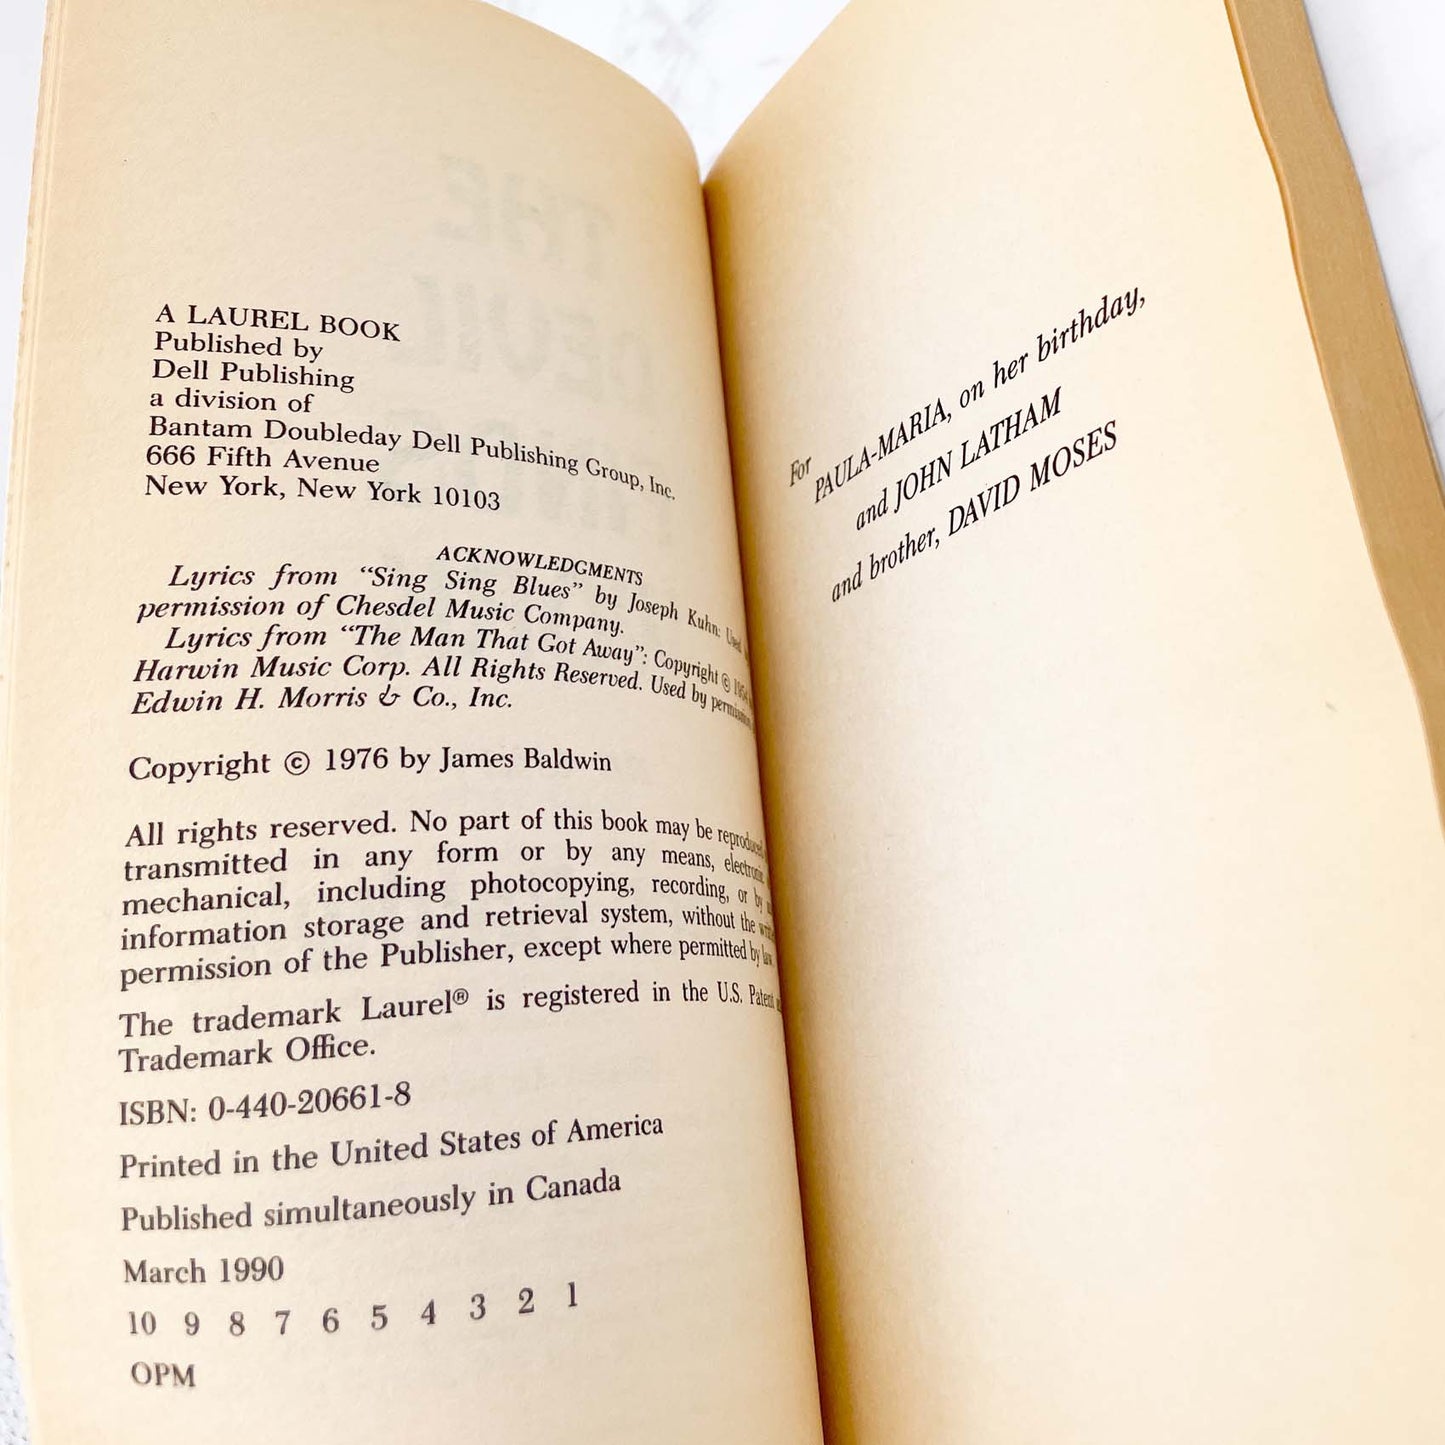 A LAUREL BOOK
Published by
Dell Publishing
a division of
Bantam Doubleday Dell Publishing Group, Inc.
666 Fifth Avenue
New York, New York 10103
ACKNOWLEDGMENTS
Lyrics from “Sing Sing Blues” by Joseph Kuhn: Used
permission of Chesdel Music Company.
Lyrics from “The Man That Got Away”: Copyright ©
Harwin Music Corp. All Rights Reserved. Used by permission
Edwin H. Morris & Co., Inc.
Copyright © 1976 by James Baldwin
All rights reserved. No part of this book may be reproduced
transmitted in any form or by any means, electronic
mechanical, including photocopying, recording, or by
information storage and retrieval system, without the
permission of the Publisher, except where permitted by law
The trademark Laurel® is registered in the U.S. Patent
Trademark Office.
ISBN: 0-440-20661-8
Printed in the United States of America
Published simultaneously in Canada
March 1990
10 9 8 7 6 5 4 3 2 1
OPM
For
PAULA-MARIA, on her birthday,
and JOHN LATHAM
and brother, DAVID MOSES